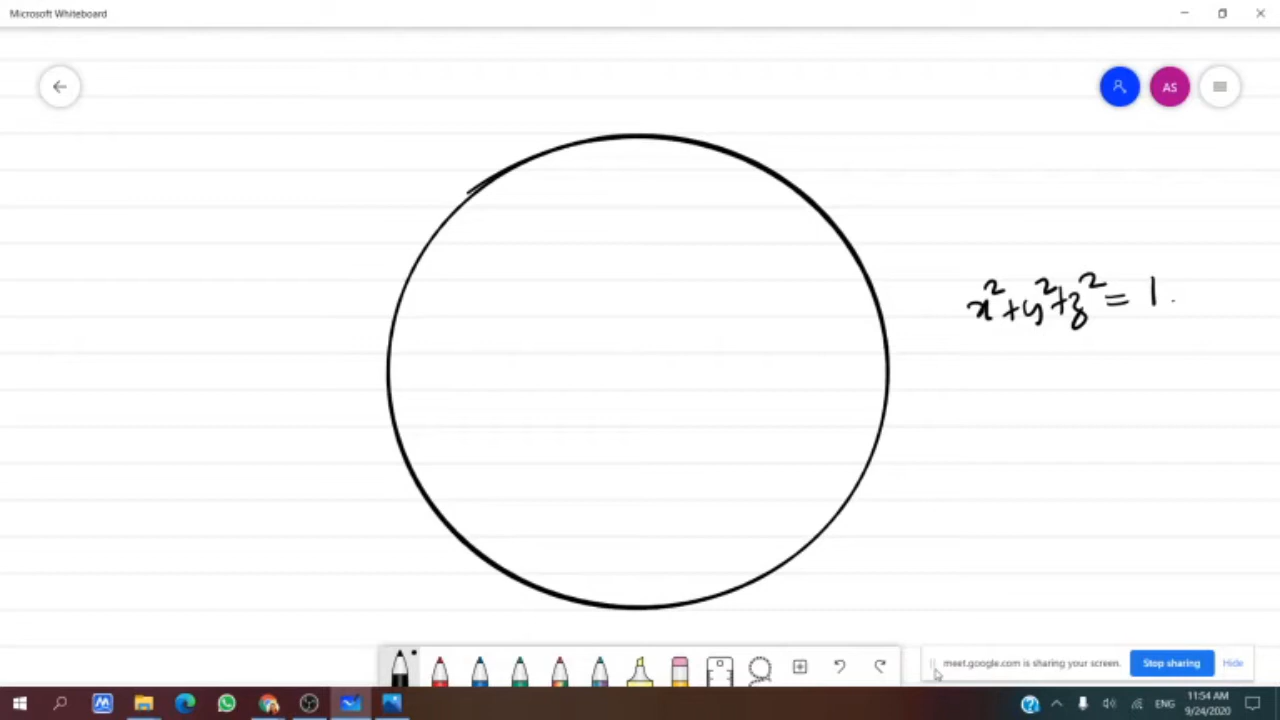 Microsoft Whiteboard
AS
x²+y²+z²= 1.
meet.google.com is sharing your screen.
Stop sharing
Hide
11:54 AM
ENG
9/24/2020